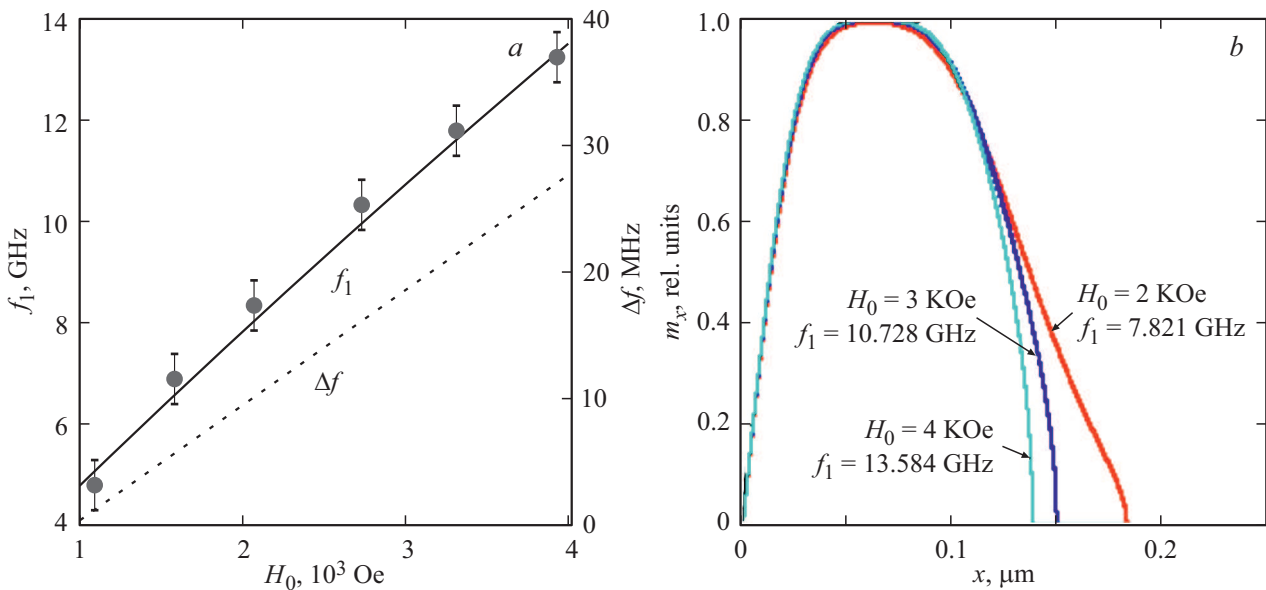 a
14
12
10
8
6
4
f1, GHz
1
2
3
4
H0, 10³ Oe
40
30
20
10
0
Δf, MHz
f1
Δf
b
1.0
0.8
0.6
0.4
0.2
0
mx, rel. units
0
0.1
0.2
x, μm
H0 = 3 KOe
f1 = 10.728 GHz
H0 = 2 KOe
f1 = 7.821 GHz
H0 = 4 KOe
f1 = 13.584 GHz